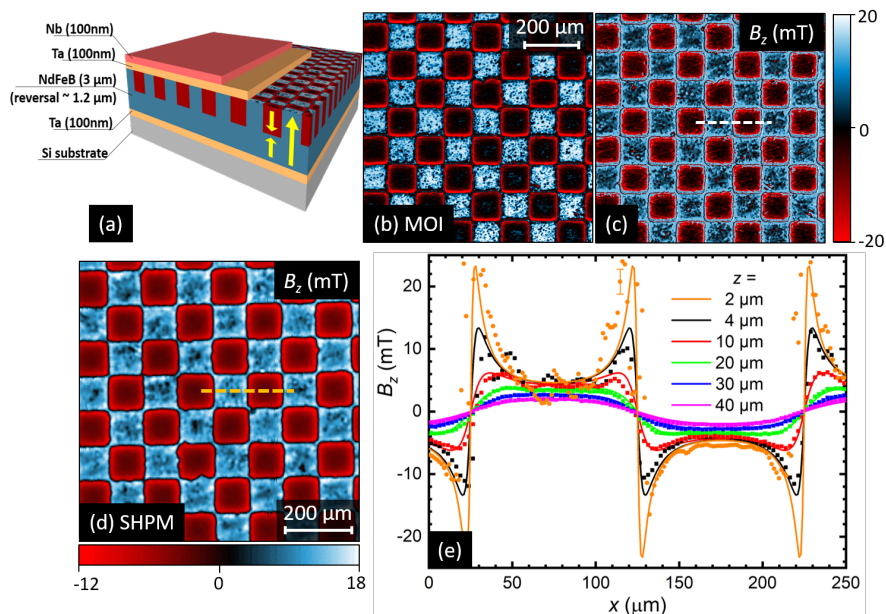 Nb (100nm)
Ta (100nm)
NdFeB (3 µm)
(reversal ~ 1.2 µm)
Ta (100nm)
Si substrate
(a)
200 µm
(b) MOI
B_z (mT)
(c)
20
0
-20
B_z (mT)
(d) SHPM
200 µm
-12
0
18
z =
2 µm
4 µm
10 µm
20 µm
30 µm
40 µm
B_z (mT)
20
10
0
-10
-20
(e)
0
50
100
150
200
250
x (µm)